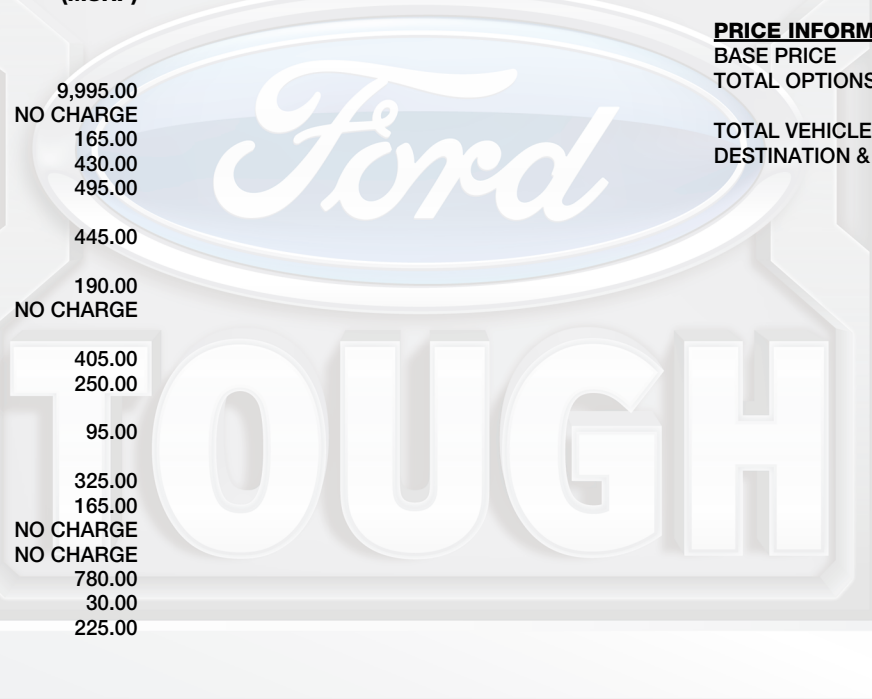 (MSRP)
9,995.00
NO CHARGE
165.00
430.00
495.00
445.00
190.00
NO CHARGE
405.00
250.00
95.00
325.00
165.00
NO CHARGE
NO CHARGE
780.00
30.00
225.00
PRICE INFORM
BASE PRICE
TOTAL OPTIONS
TOTAL VEHICLE
DESTINATION &
Ford
TOUGH